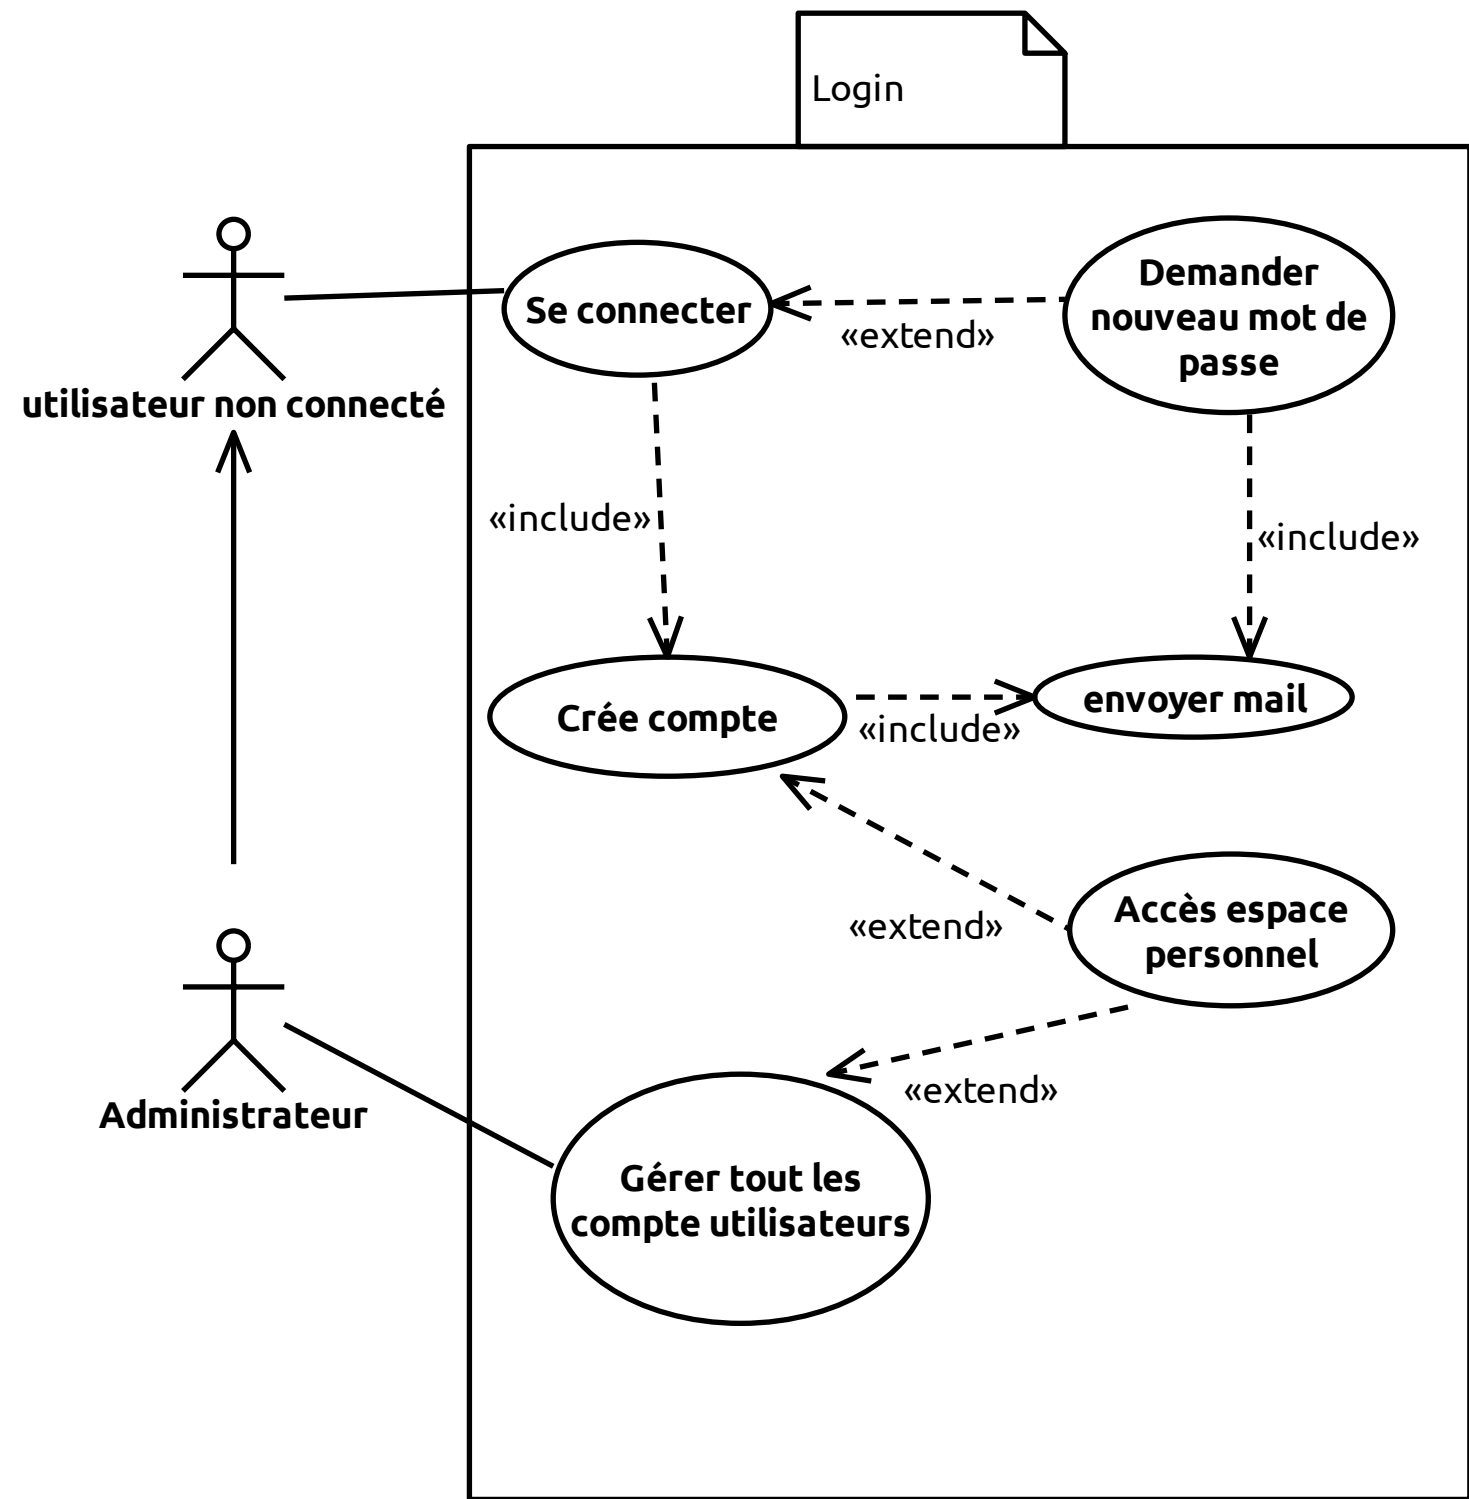 Login
Se connecter
Demander
nouveau mot de
passe
«extend»
utilisateur non connecté
«include»
«include»
Crée compte
envoyer mail
«include»
Accès espace
personnel
«extend»
«extend»
Administrateur
Gérer tout les
compte utilisateurs